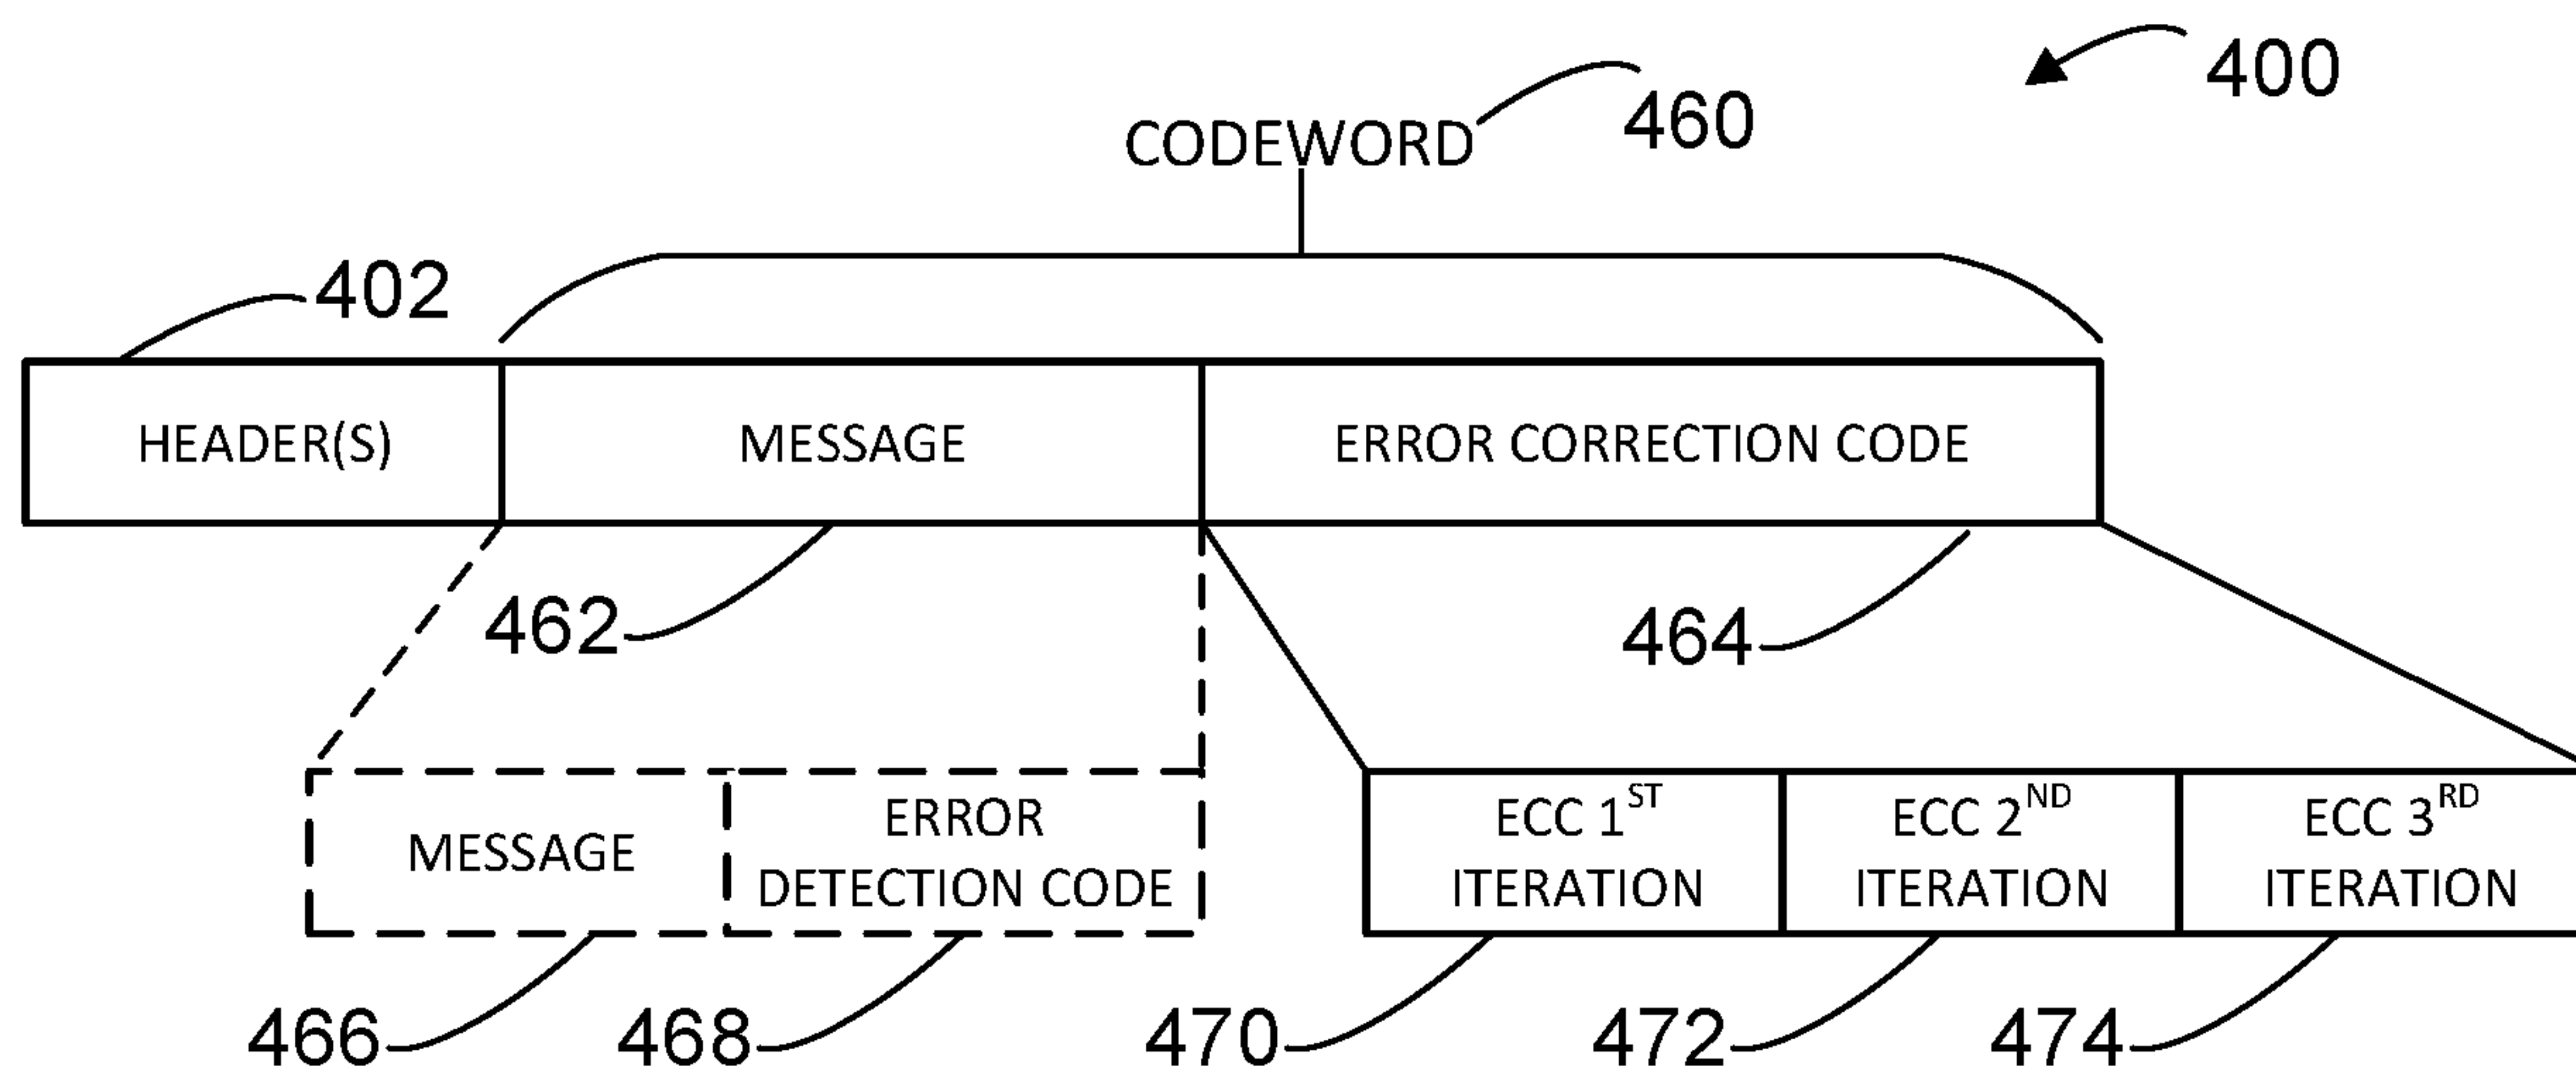 400
CODEWORD 460
402
HEADER(S) MESSAGE ERROR CORRECTION CODE
462 464
MESSAGE
ERROR
DETECTION CODE
ECC 1ST
ITERATION
ECC 2ND
ITERATION
ECC 3RD
ITERATION
466 468 470 472 474